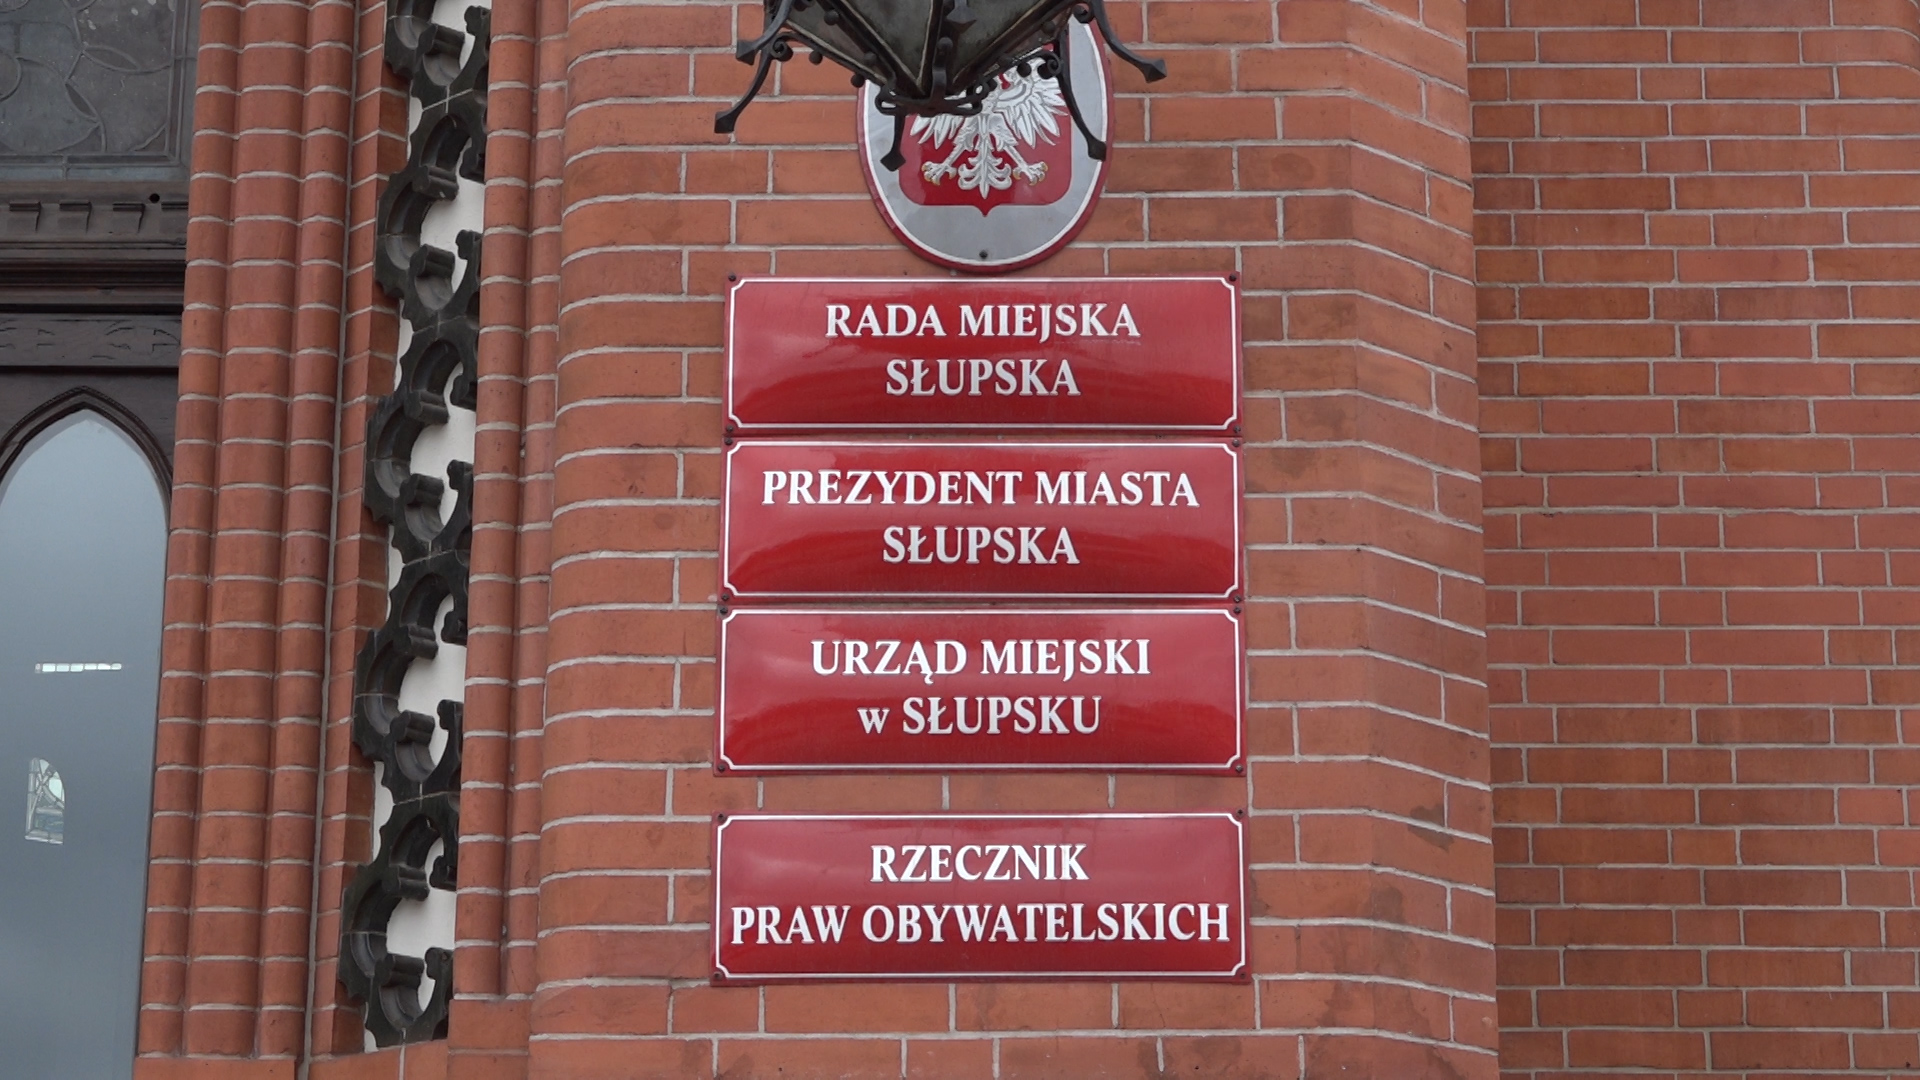 RADA MIEJSKA
SŁUPSKA
PREZYDENT MIASTA
SŁUPSKA
URZĄD MIEJSKI
w SŁUPSKU
RZECZNIK
PRAW OBYWATELSKICH